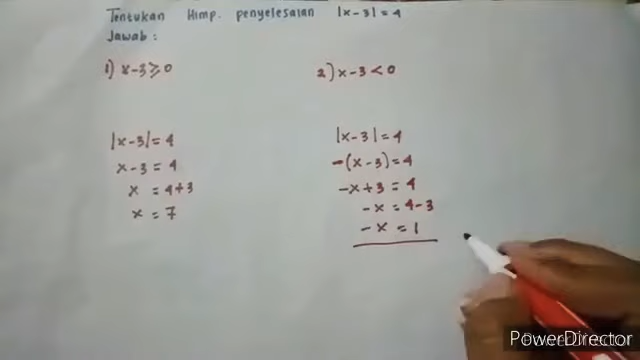 Tentukan Himp. penyelesaian |x-3| = 4
Jawab :
1) x-3 ≥ 0
|x-3| = 4
x-3 = 4
x = 4+3
x = 7
2) x-3 < 0
|x-3| = 4
-(x-3) = 4
-x+3 = 4
-x = 4-3
-x = 1
PowerDirector